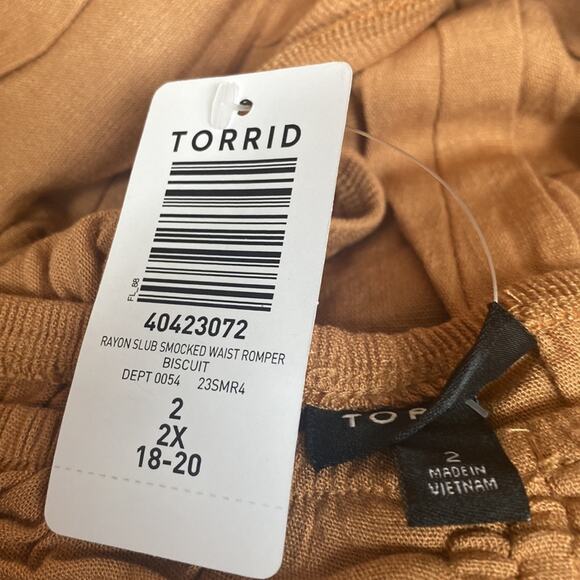 TORRID
FL_88
40423072
RAYON SLUB SMOCKED WAIST ROMPER
BISCUIT
DEPT 0054 23SMR4
2
2X
18-20
TOR
2
MADE IN
VIETNAM